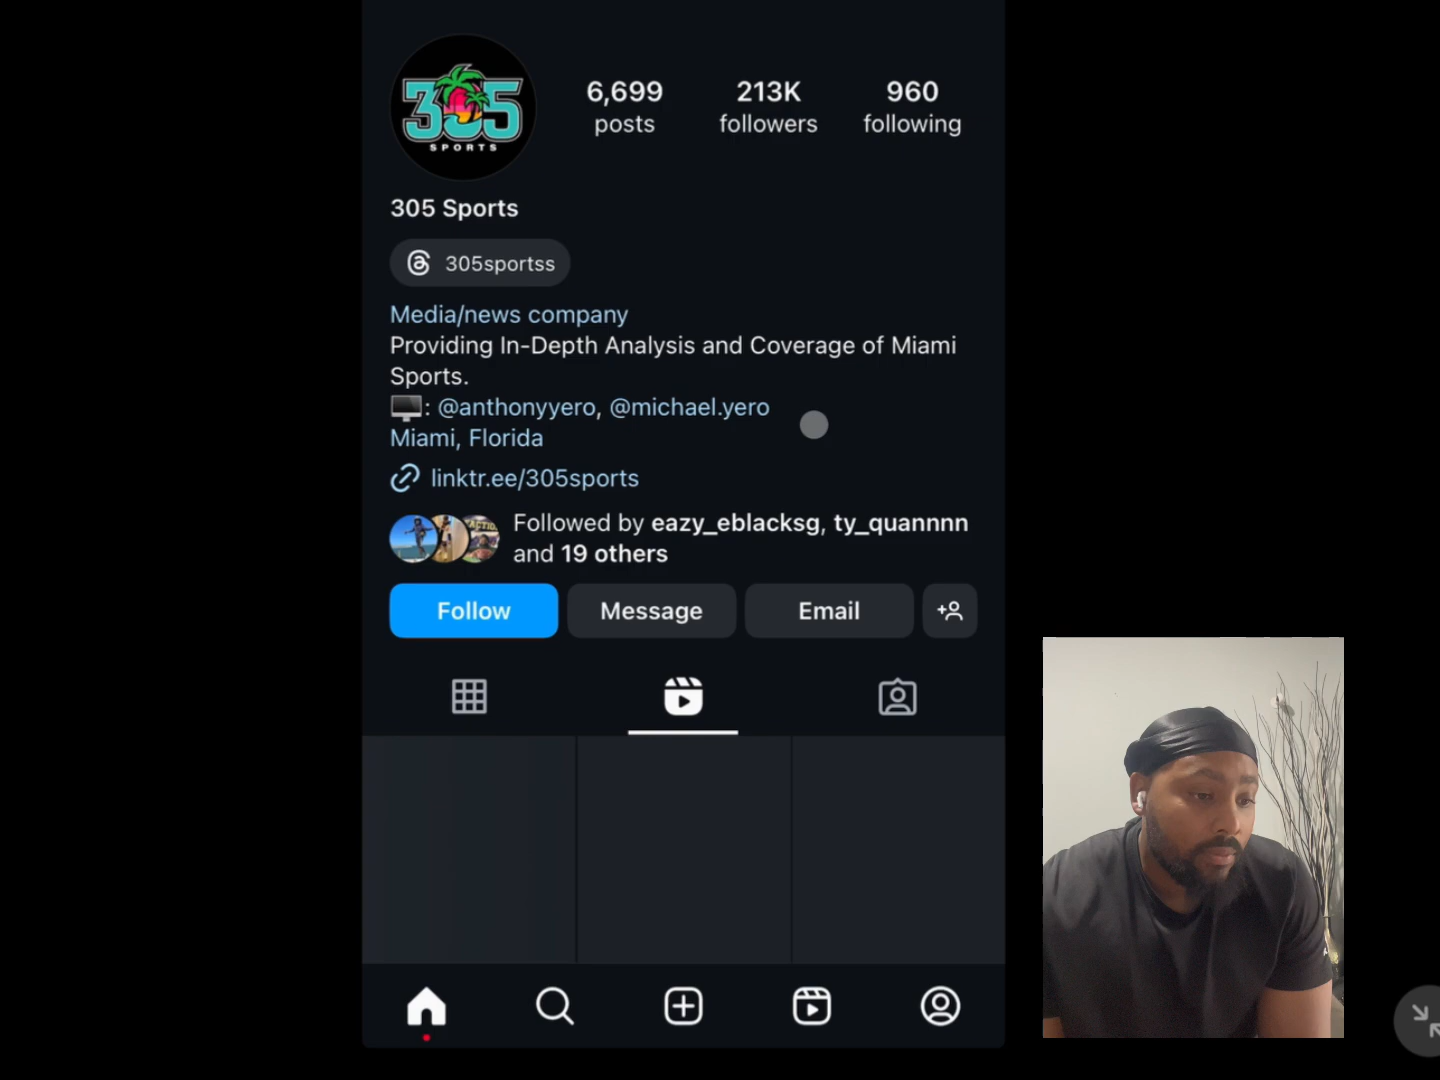 305
SPORTS
6,699 213K 960
posts followers following
305 Sports
305sportss
Media/news company
Providing In-Depth Analysis and Coverage of Miami
Sports.
: @anthonyyero, @michael.yero
Miami, Florida
linktr.ee/305sports
Followed by eazy_eblacksg, ty_quannnn
and 19 others
Follow Message Email